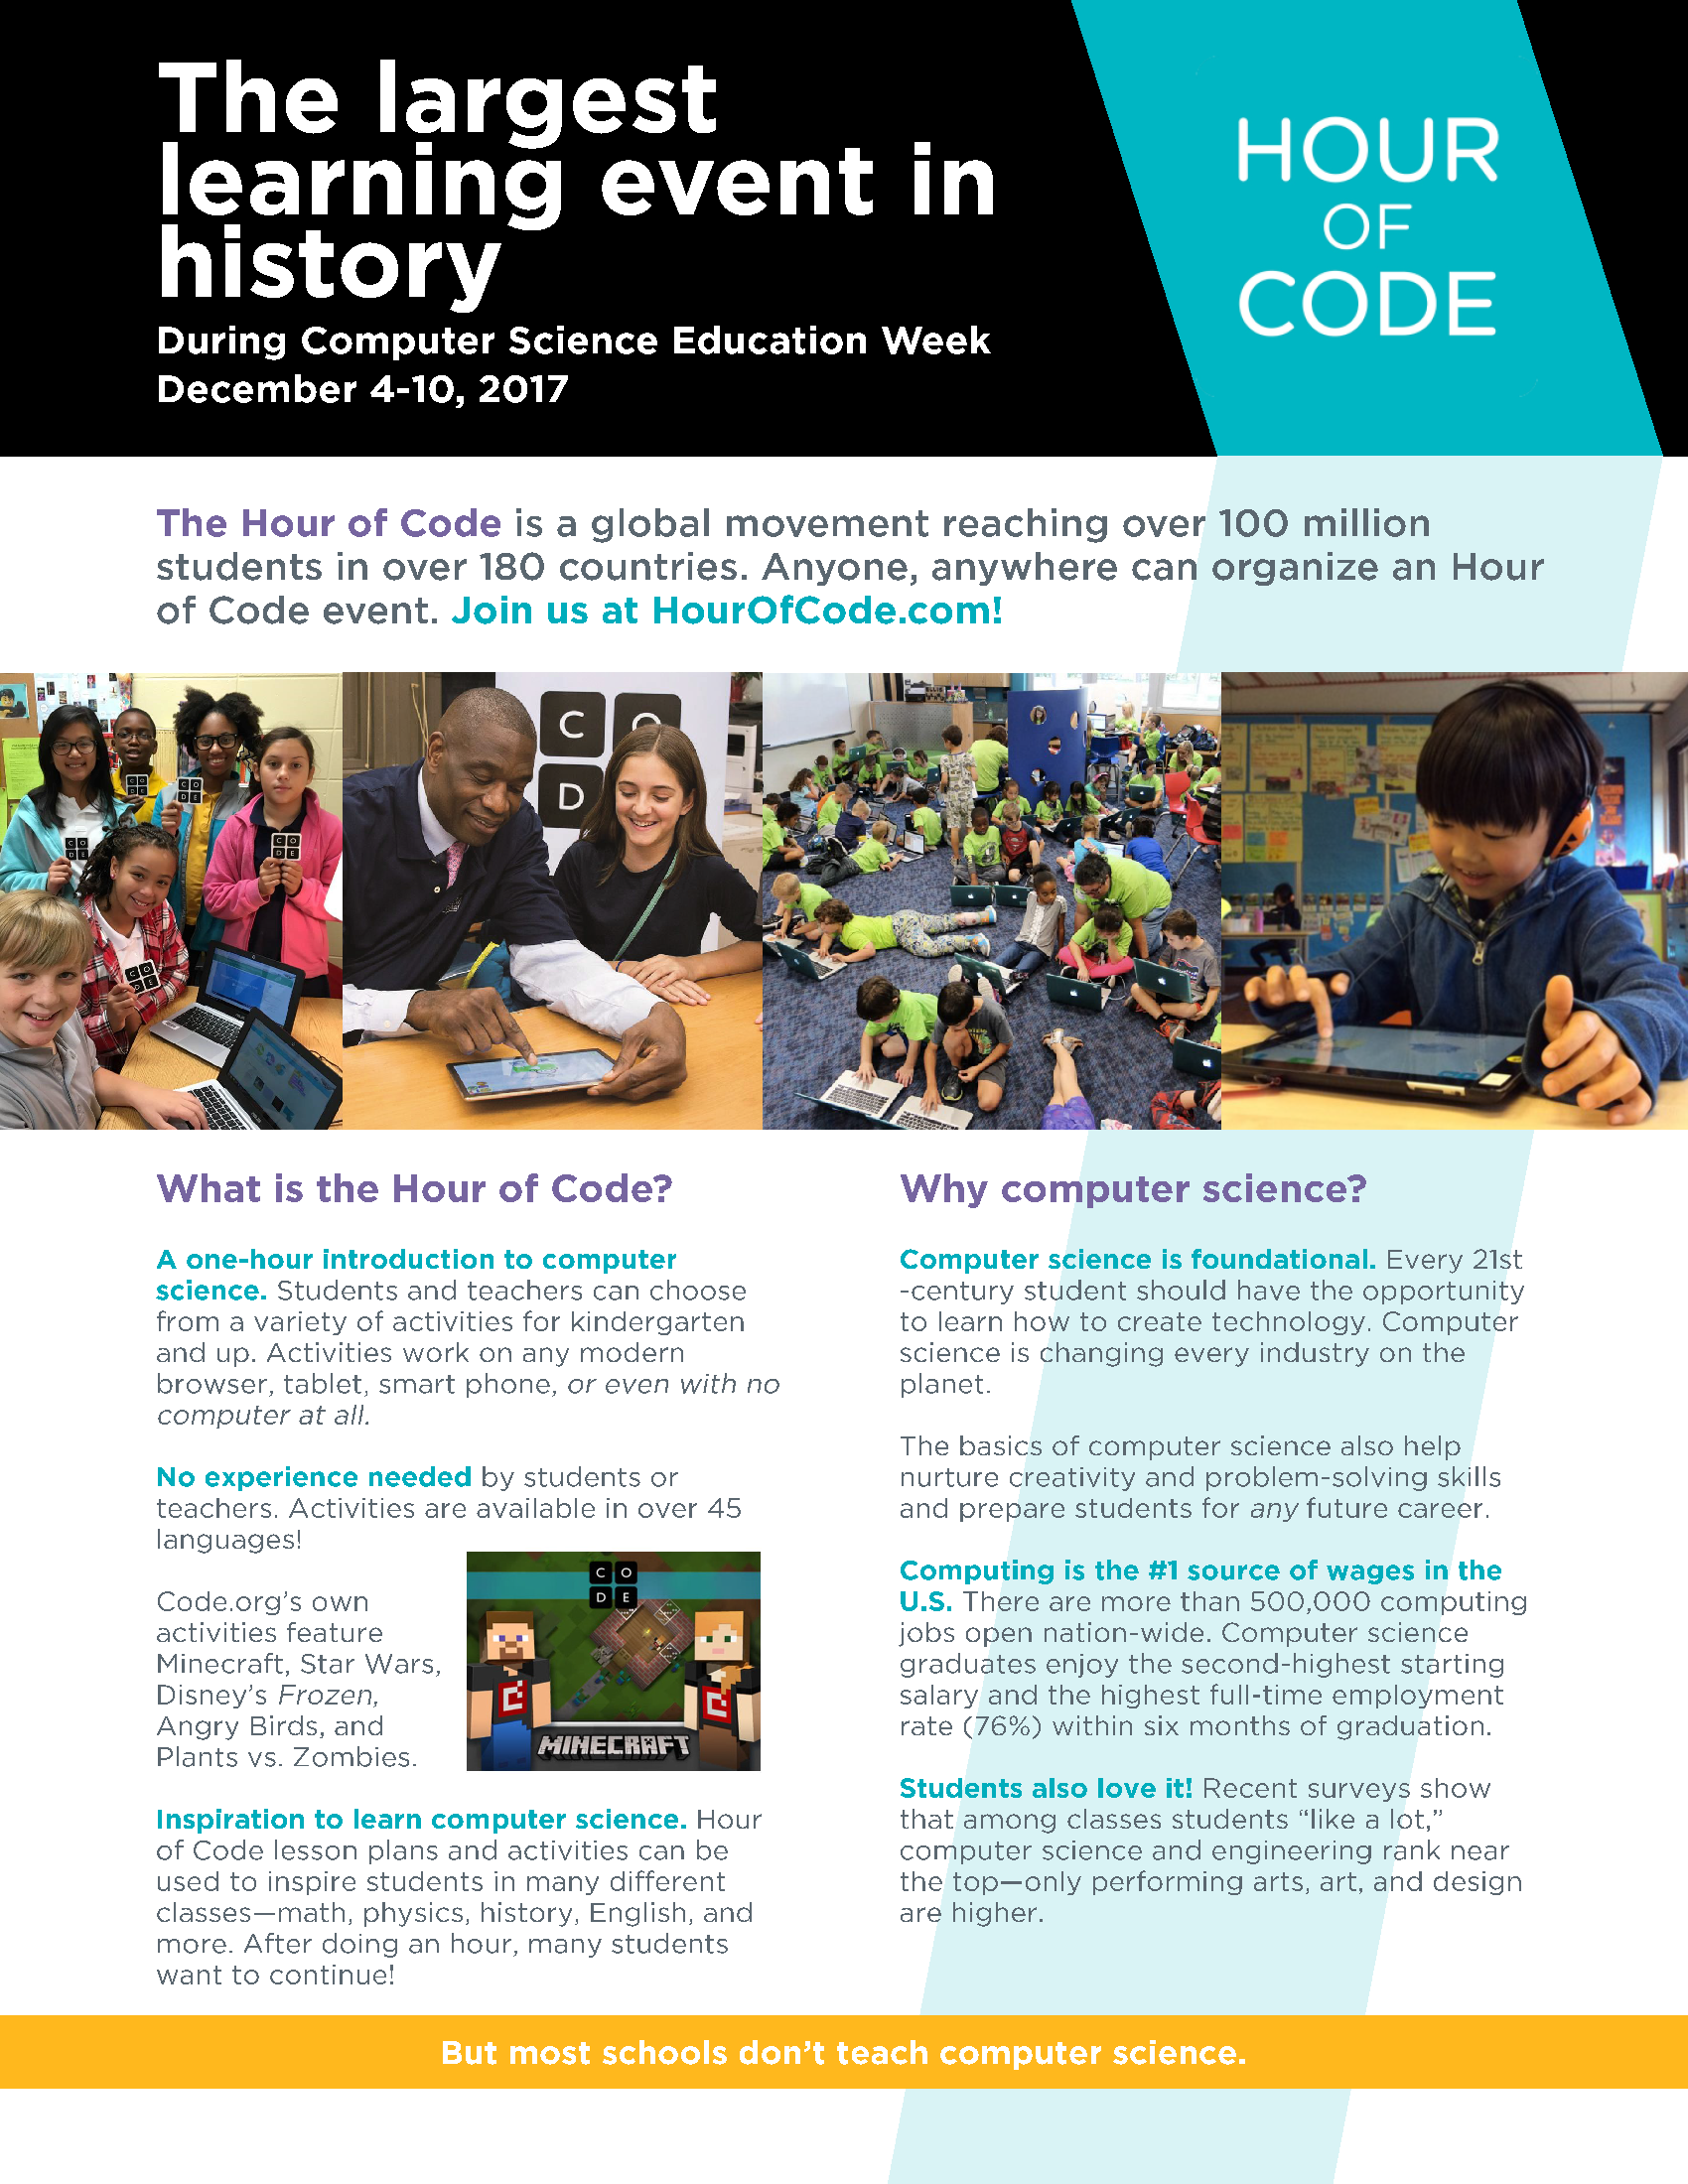 The largest
learning event in
history
During Computer Science Education Week
December 4-10, 2017
HOUR
OF
CODE
The Hour of Code is a global movement reaching over 100 million
students in over 180 countries. Anyone, anywhere can organize an Hour
of Code event. Join us at HourOfCode.com!
C O
D
C O
D E
C O
D E
C O
D E
C O
D E
C O
D E
What is the Hour of Code?
A one-hour introduction to computer
science. Students and teachers can choose
from a variety of activities for kindergarten
and up. Activities work on any modern
browser, tablet, smart phone, or even with no
computer at all.
No experience needed by students or
teachers. Activities are available in over 45
languages!
Code.org's own
activities feature
Minecraft, Star Wars,
Disney's Frozen,
Angry Birds, and
Plants vs. Zombies.
C O
D E
MINECRAFT
Inspiration to learn computer science. Hour
of Code lesson plans and activities can be
used to inspire students in many different
classes—math, physics, history, English, and
more. After doing an hour, many students
want to continue!
Why computer science?
Computer science is foundational. Every 21st
-century student should have the opportunity
to learn how to create technology. Computer
science is changing every industry on the
planet.
The basics of computer science also help
nurture creativity and problem-solving skills
and prepare students for any future career.
Computing is the #1 source of wages in the
U.S. There are more than 500,000 computing
jobs open nation-wide. Computer science
graduates enjoy the second-highest starting
salary and the highest full-time employment
rate (76%) within six months of graduation.
Students also love it! Recent surveys show
that among classes students “like a lot,”
computer science and engineering rank near
the top—only performing arts, art, and design
are higher.
But most schools don't teach computer science.